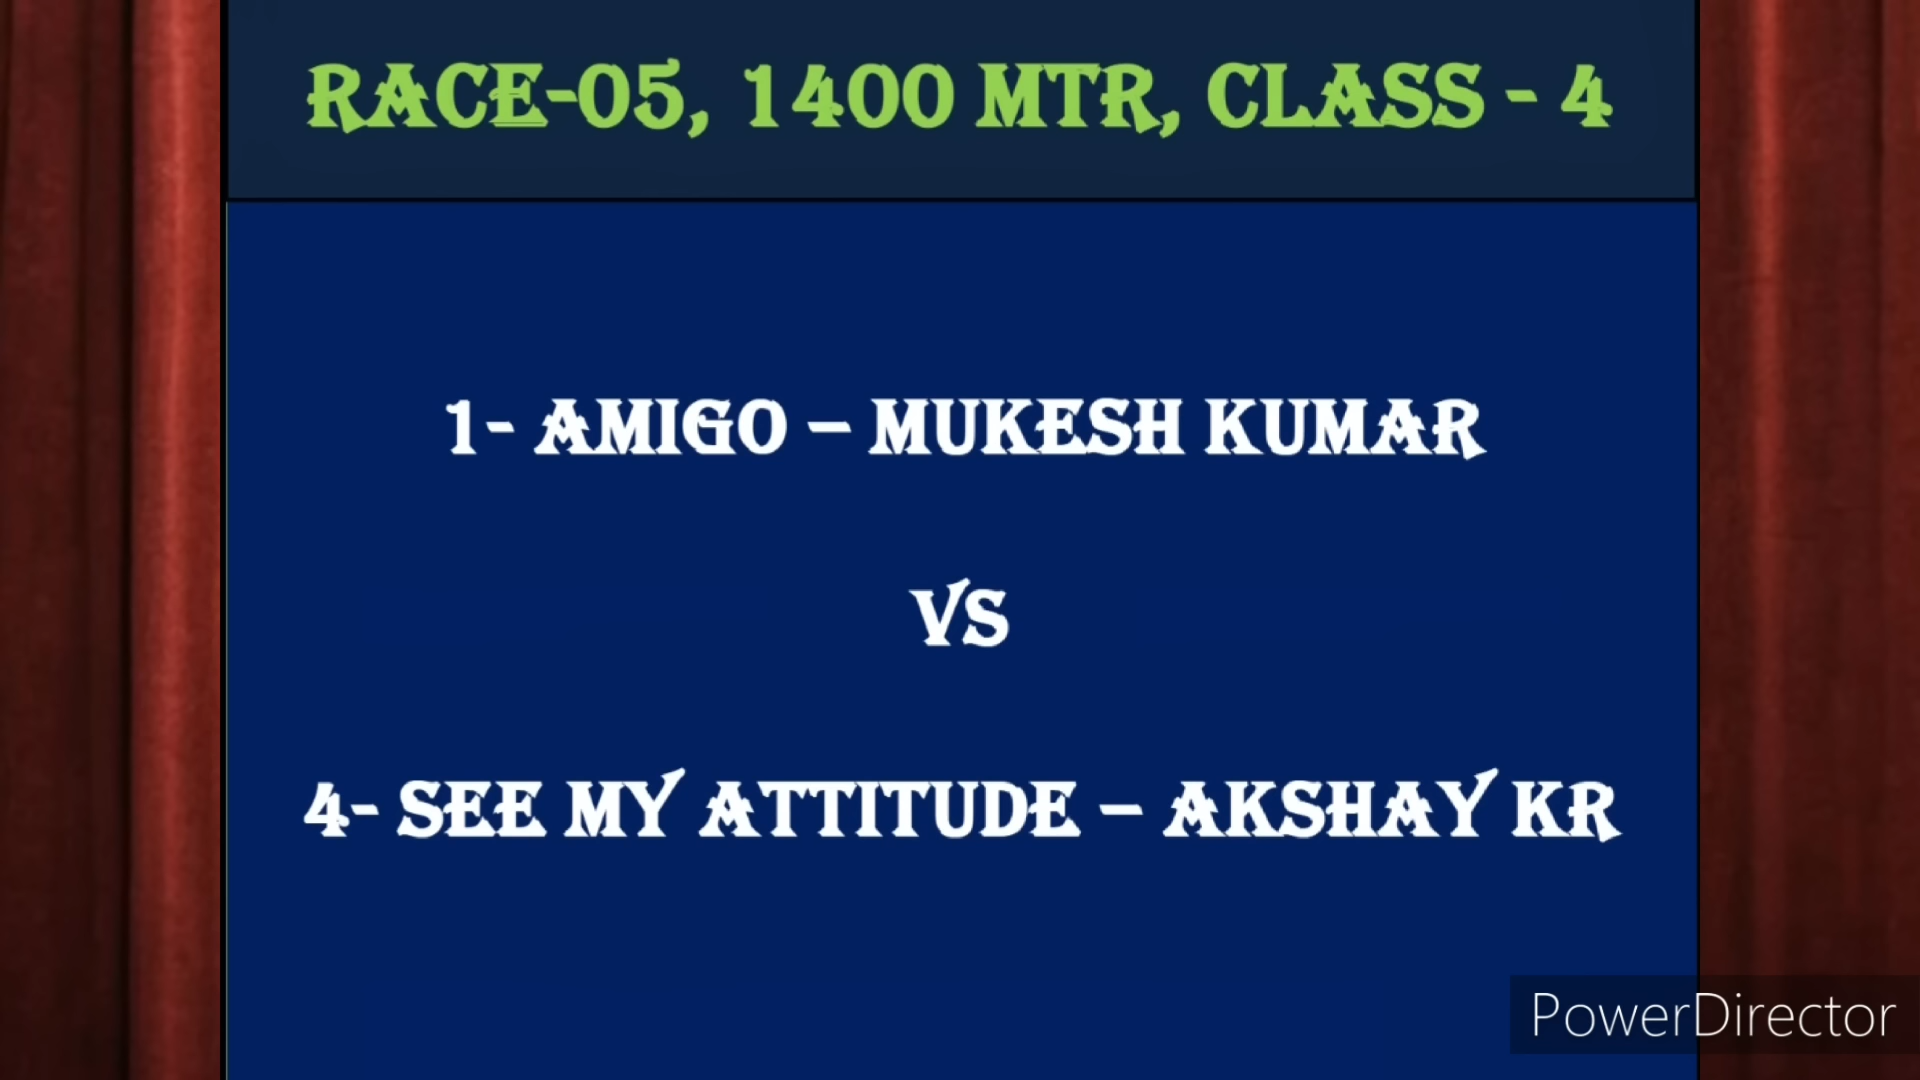 RACE-05, 1400 MTR, CLASS - 4
1- AMIGO – MUKESH KUMAR
VS
4- SEE MY ATTITUDE – AKSHAY KR
PowerDirector